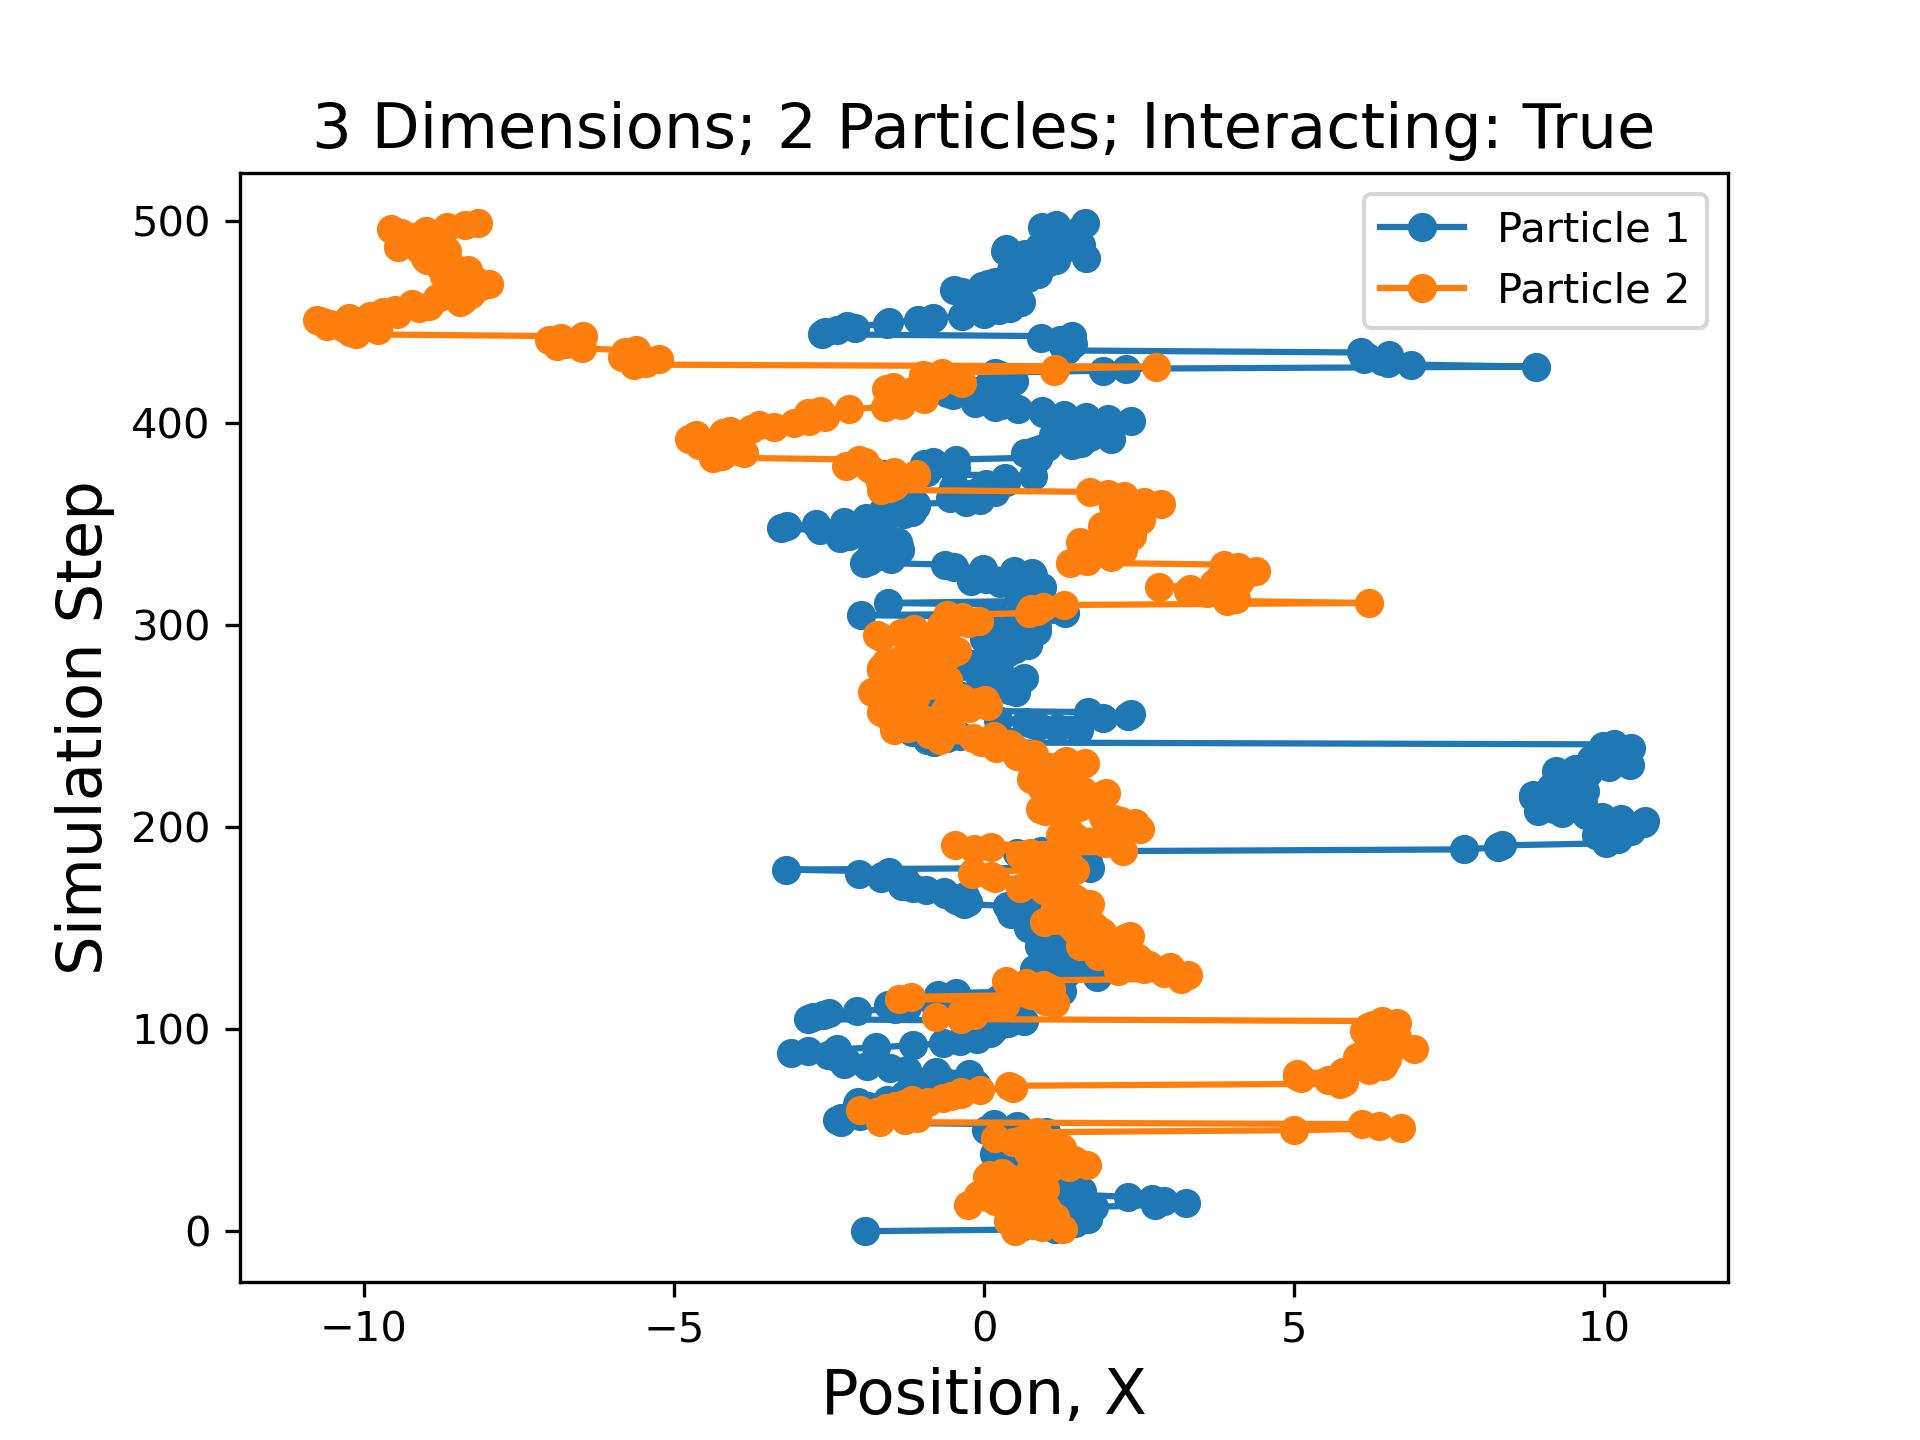 3 Dimensions; 2 Particles; Interacting: True
Particle 1
Particle 2
Simulation Step
500
400
300
200
100
0
−10
−5
0
5
10
Position, X